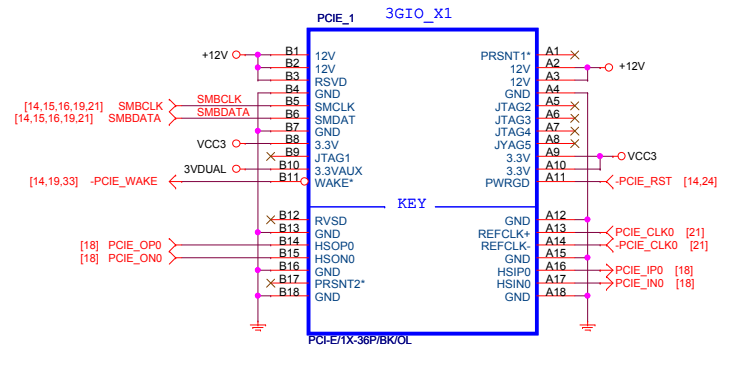 3GIO_X1
PCIE_1
+12V B1 12V PRSNT1* A1
B2 12V 12V A2 +12V
B3 RSVD 12V A3
B4 GND GND A4
[14,15,16,19,21] SMBCLK SMBCLK B5 SMCLK JTAG2 A5
[14,15,16,19,21] SMBDATA SMBDATA B6 SMDAT JTAG3 A6
B7 GND JTAG4 A7
VCC3 B8 3.3V JYAG5 A8
B9 JTAG1 3.3V A9 VCC3
3VDUAL B10 3.3VAUX 3.3V A10
[14,19,33] -PCIE_WAKE B11 WAKE* PWRGD A11 -PCIE_RST [14,24]
KEY
B12 RVSD GND A12
B13 GND REFCLK+ A13 PCIE_CLK0 [21]
[18] PCIE_OP0 B14 HSOP0 REFCLK- A14 -PCIE_CLK0 [21]
[18] PCIE_ON0 B15 HSON0 GND A15
B16 GND HSIP0 A16 PCIE_IP0 [18]
B17 PRSNT2* HSIN0 A17 PCIE_IN0 [18]
B18 GND GND A18
PCI-E/1X-36P/BK/OL